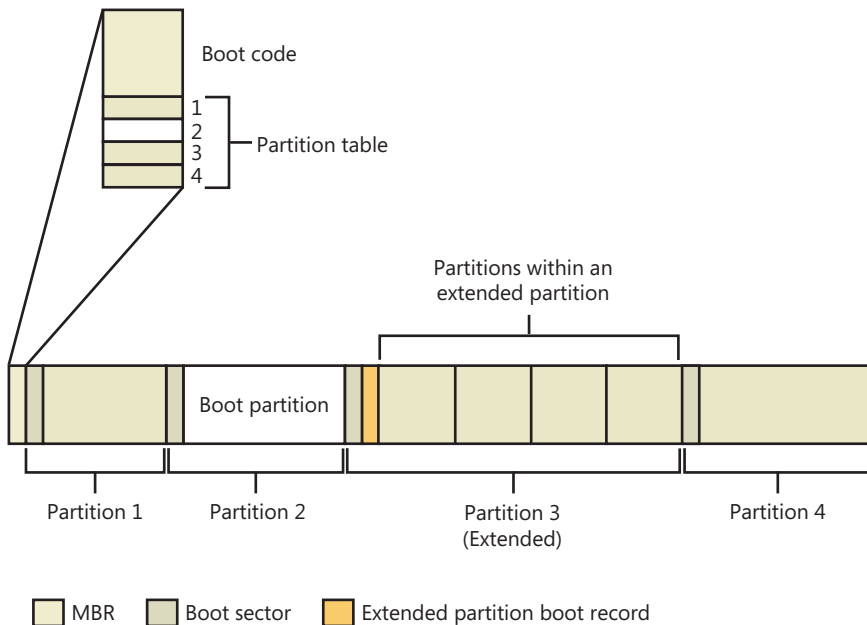 Boot code
1
2
3
4
Partition table
Partitions within an
extended partition
Boot partition
Partition 1
Partition 2
Partition 3
(Extended)
Partition 4
MBR
Boot sector
Extended partition boot record